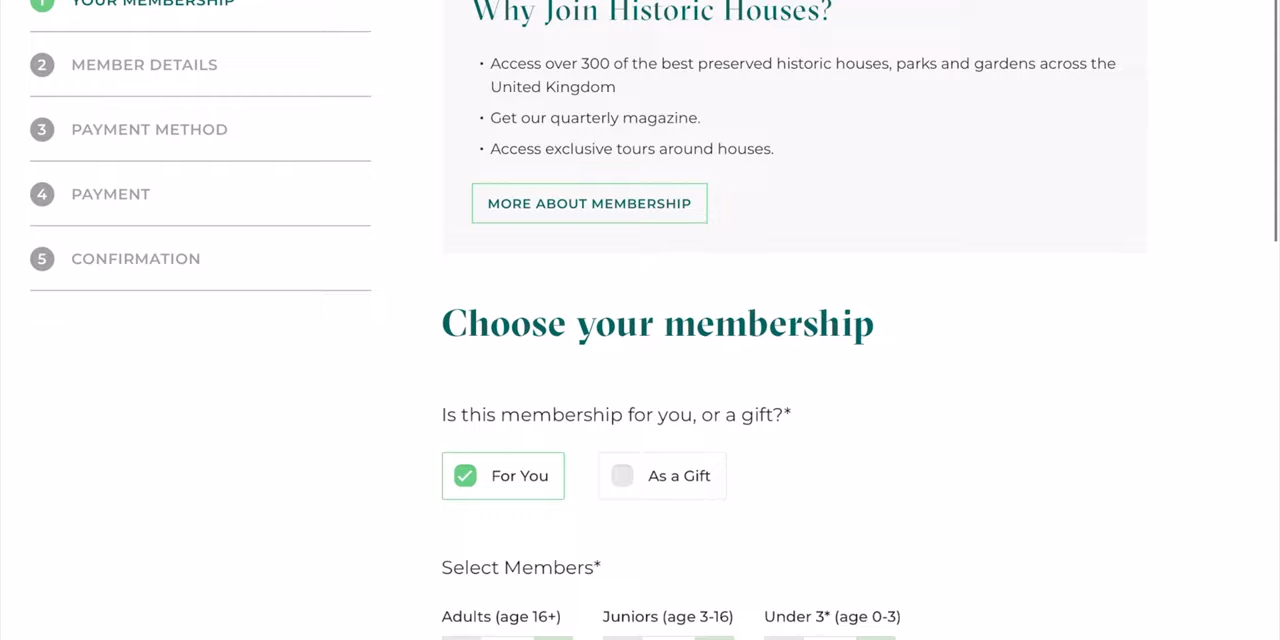 1 YOUR MEMBERSHIP
2 MEMBER DETAILS
3 PAYMENT METHOD
4 PAYMENT
5 CONFIRMATION
Why Join Historic Houses?
• Access over 300 of the best preserved historic houses, parks and gardens across the
United Kingdom
• Get our quarterly magazine.
• Access exclusive tours around houses.
MORE ABOUT MEMBERSHIP
Choose your membership
Is this membership for you, or a gift?*
For You As a Gift
Select Members*
Adults (age 16+) Juniors (age 3-16) Under 3* (age 0-3)